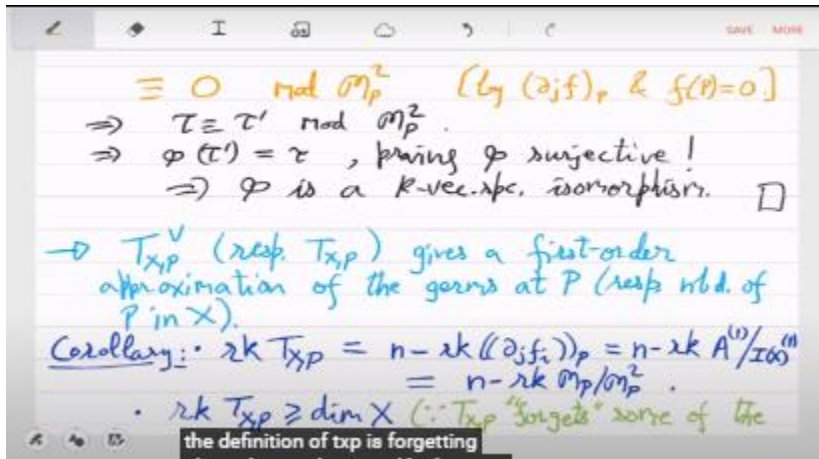 SAVE MORE
≡ 0 mod m_P^2 [by (∂_j f)_P & f(P)=0.]
⇒ τ ≡ τ' mod m_P^2.
⇒ φ(τ') = τ, proving φ surjective!
⇒ φ is a k-vec.spc. isomorphism. □
→ T_{X,P}^∨ (resp. T_{X,P}) gives a first-order
approximation of the germs at P (resp. nbd. of
P in X).
Corollary: • rk T_{X,P} = n - rk((∂_j f_i))_P = n - rk A^{(1)}/I(X)^{(1)}
= n - rk m_P/m_P^2.
• rk T_{X,P} ≥ dim X (∵ T_{X,P} "forgets" some of the
the definition of txp is forgetting